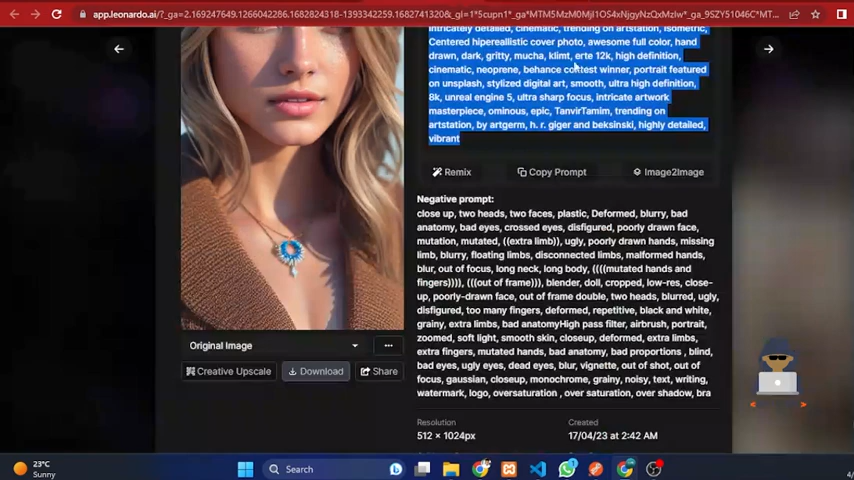 app.leonardo.ai/?_ga=2.169247649.1266042286.1682824318-1393342259.1682741320&_gl=1*5cupn1*_ga*MTM5MzM0MjI1OS4xNjgyNzQxMzIw*_ga_9SZY51046C*MT...
intricately detailed, cinematic, trending on artstation, isometric,
Centered hipereallistic cover photo, awesome full color, hand
drawn, dark, gritty, mucha, klimt, erte 12k, high definition,
cinematic, neoprene, behance contest winner, portrait featured
on unsplash, stylized digital art, smooth, ultra high definition,
8k, unreal engine 5, ultra sharp focus, intricate artwork
masterpiece, ominous, epic, TanvirTamim, trending on
artstation, by artgerm, h. r. giger and beksinski, highly detailed,
vibrant
Remix
Copy Prompt
Image2Image
Negative prompt:
close up, two heads, two faces, plastic, Deformed, blurry, bad
anatomy, bad eyes, crossed eyes, disfigured, poorly drawn face,
mutation, mutated, ((extra limb)), ugly, poorly drawn hands, missing
limb, blurry, floating limbs, disconnected limbs, malformed hands,
blur, out of focus, long neck, long body, ((((mutated hands and
fingers)))), (((out of frame))), blender, doll, cropped, low-res, close-
up, poorly-drawn face, out of frame double, two heads, blurred, ugly,
disfigured, too many fingers, deformed, repetitive, black and white,
grainy, extra limbs, bad anatomyHigh pass filter, airbrush, portrait,
zoomed, soft light, smooth skin, closeup, deformed, extra limbs,
extra fingers, mutated hands, bad anatomy, bad proportions , blind,
bad eyes, ugly eyes, dead eyes, blur, vignette, out of shot, out of
focus, gaussian, closeup, monochrome, grainy, noisy, text, writing,
watermark, logo, oversaturation , over saturation, over shadow, bra
Original Image
Creative Upscale
Download
Share
Resolution
512 × 1024px
Created
17/04/23 at 2:42 AM
23°C
Sunny
Search
4/